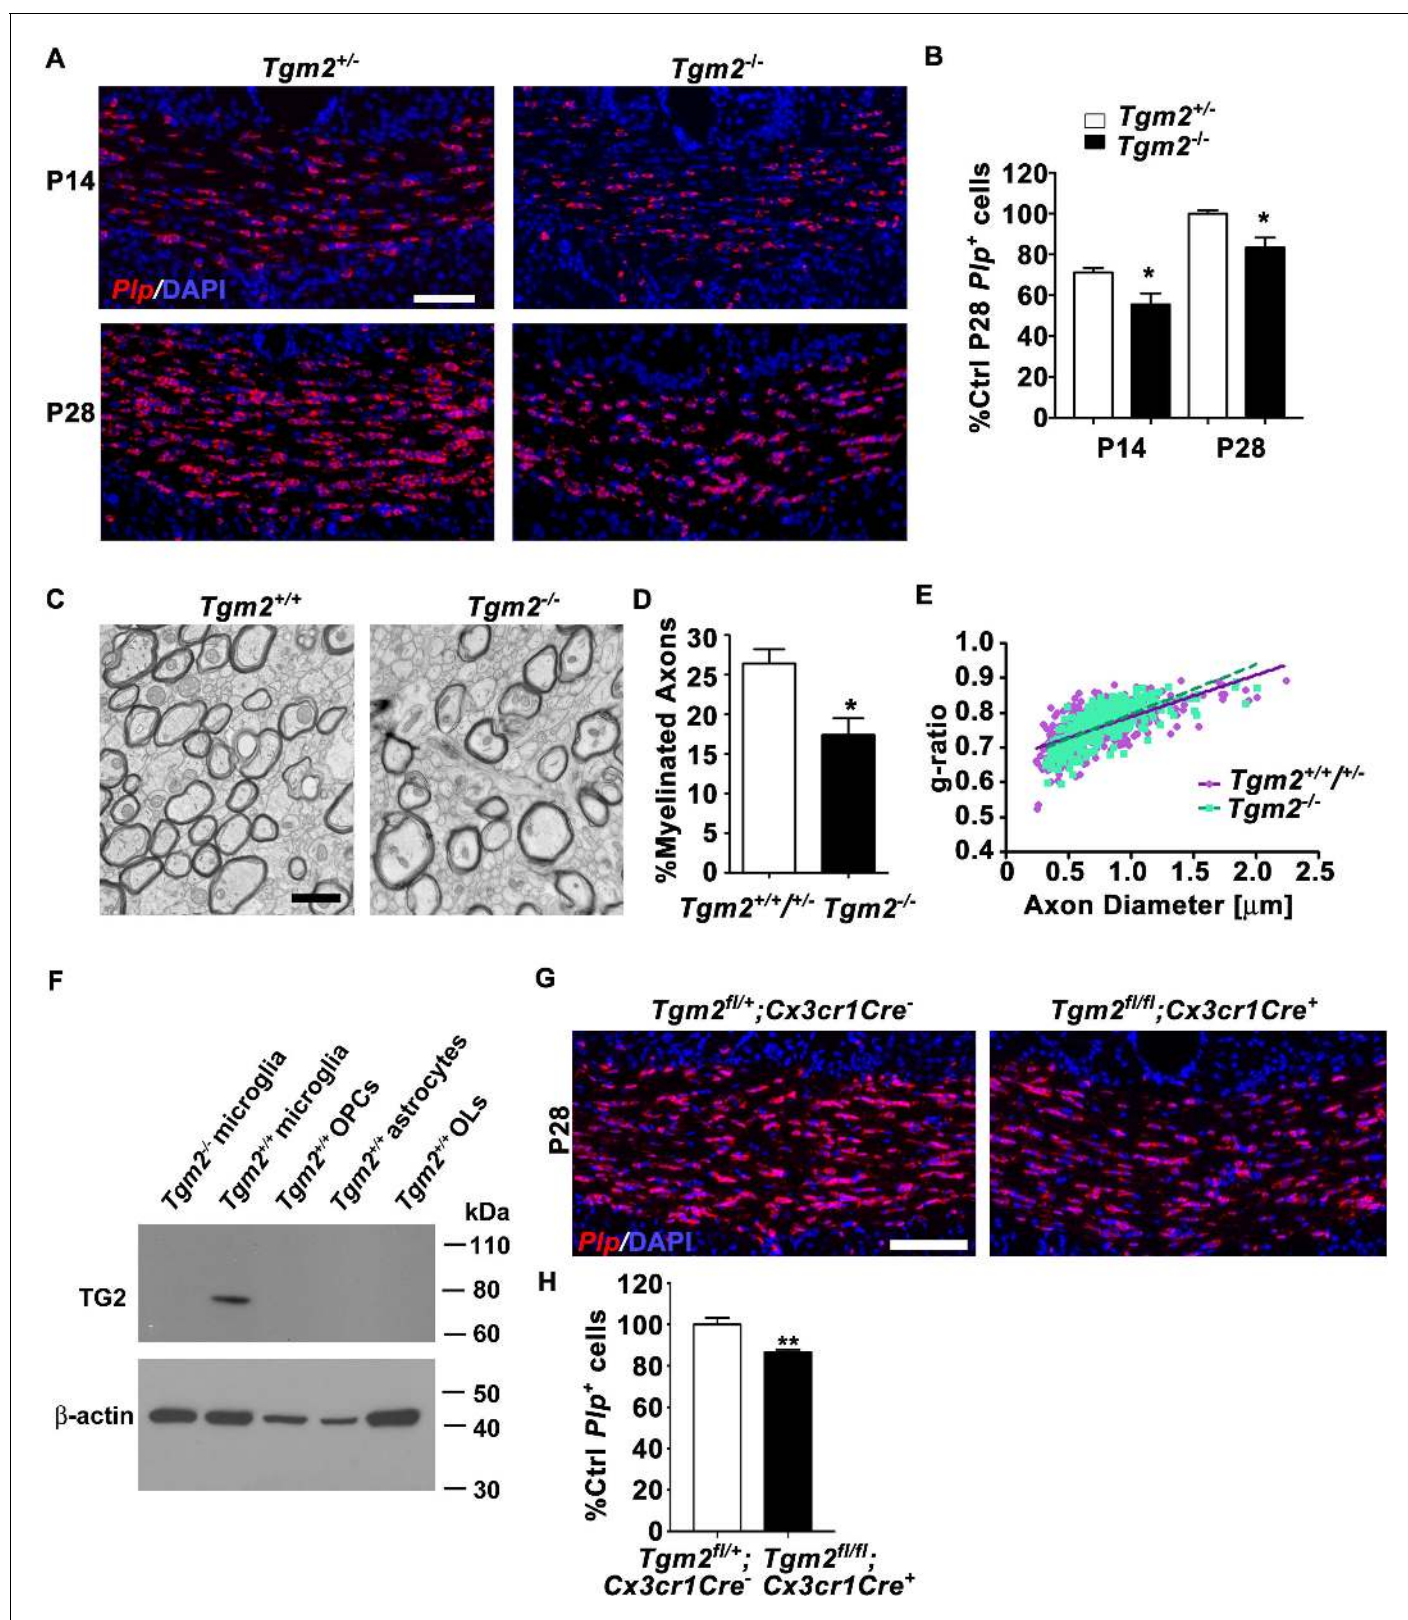 A
Tgm2+/-
Tgm2-/-
P14
Plp/DAPI
P28
B
Tgm2+/-
Tgm2-/-
%Ctrl P28 Plp+ cells
120
100
80
60
40
20
0
P14
P28
C
Tgm2+/+
Tgm2-/-
D
%Myelinated Axons
30
25
20
15
10
5
0
Tgm2+/+/+/-
Tgm2-/-
E
g-ratio
1.0
0.9
0.8
0.7
0.6
0.5
0.4
0
0.5
1.0
1.5
2.0
2.5
Axon Diameter [μm]
Tgm2+/+/+/-
Tgm2-/-
F
Tgm2-/- microglia
Tgm2+/+ microglia
Tgm2+/+ OPCs
Tgm2+/+ astrocytes
Tgm2+/+ OLs
kDa
110
TG2
80
60
β-actin
50
40
30
G
Tgm2fl/+;Cx3cr1Cre-
Tgm2fl/fl;Cx3cr1Cre+
P28
Plp/DAPI
H
%Ctrl Plp+ cells
120
100
80
60
40
20
0
**
Tgm2fl/+;
Cx3cr1Cre-
Tgm2fl/fl;
Cx3cr1Cre+